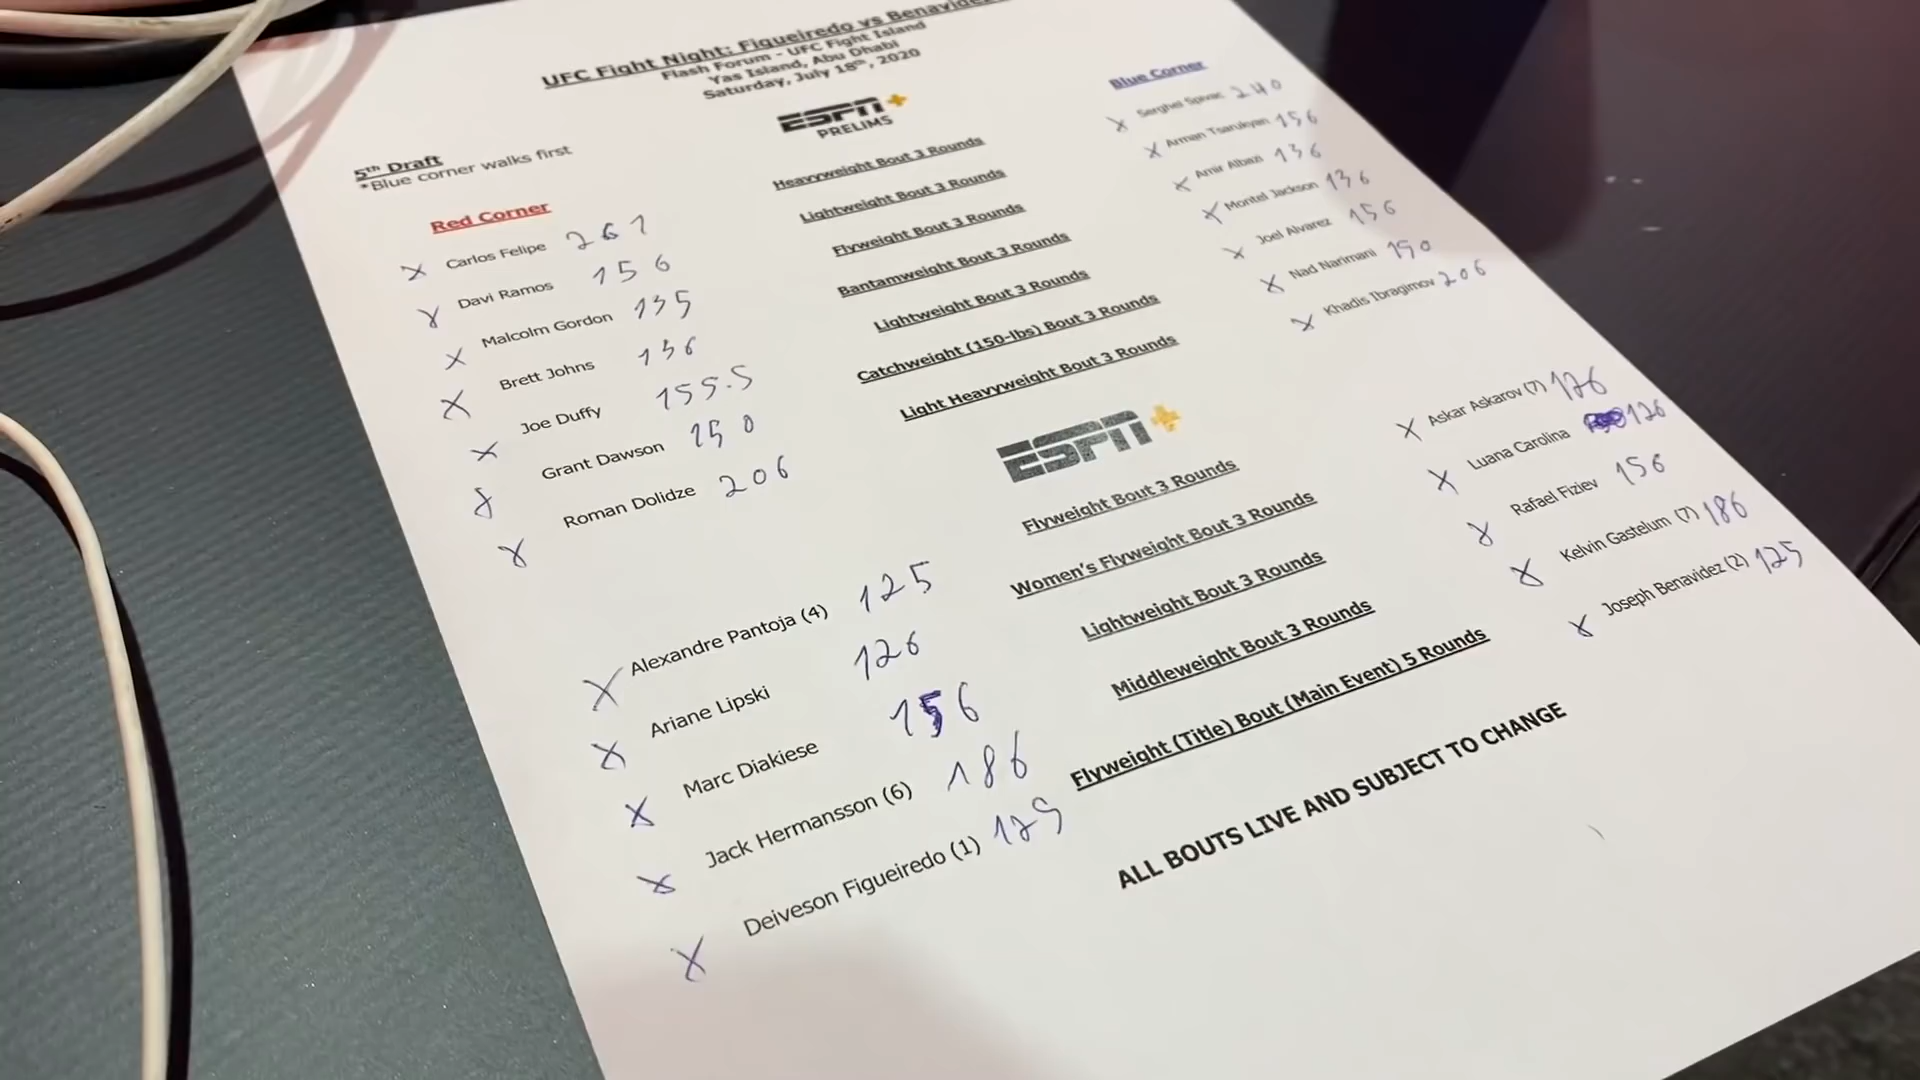 UFC Fight Night: Figueiredo vs Benavidez
Flash Forum - UFC Fight Island
Yas Island, Abu Dhabi
Saturday, July 18th, 2020
ESPN+
PRELIMS
5th Draft
*Blue corner walks first
Red Corner
Blue Corner
X Carlos Felipe 267 Heavyweight Bout 3 Rounds X Serghei Spivac 240
X Davi Ramos 156 Lightweight Bout 3 Rounds X Arman Tsarukyan 156
X Malcolm Gordon 135 Flyweight Bout 3 Rounds X Amir Albazi 136
X Brett Johns 136 Bantamweight Bout 3 Rounds X Montel Jackson 136
X Joe Duffy 155.5 Lightweight Bout 3 Rounds X Joel Alvarez 156
X Grant Dawson 150 Catchweight (150-lbs) Bout 3 Rounds X Nad Narimani 150
X Roman Dolidze 206 Light Heavyweight Bout 3 Rounds X Khadis Ibragimov 206
ESPN+
X Alexandre Pantoja (4) 125 Flyweight Bout 3 Rounds X Askar Askarov (7) 126
X Ariane Lipski 126 Women's Flyweight Bout 3 Rounds X Luana Carolina 126
X Marc Diakiese 156 Lightweight Bout 3 Rounds X Rafael Fiziev 156
X Jack Hermansson (6) 186 Middleweight Bout 3 Rounds X Kelvin Gastelum (7) 186
X Deiveson Figueiredo (1) 125 Flyweight (Title) Bout (Main Event) 5 Rounds X Joseph Benavidez (2) 125
ALL BOUTS LIVE AND SUBJECT TO CHANGE